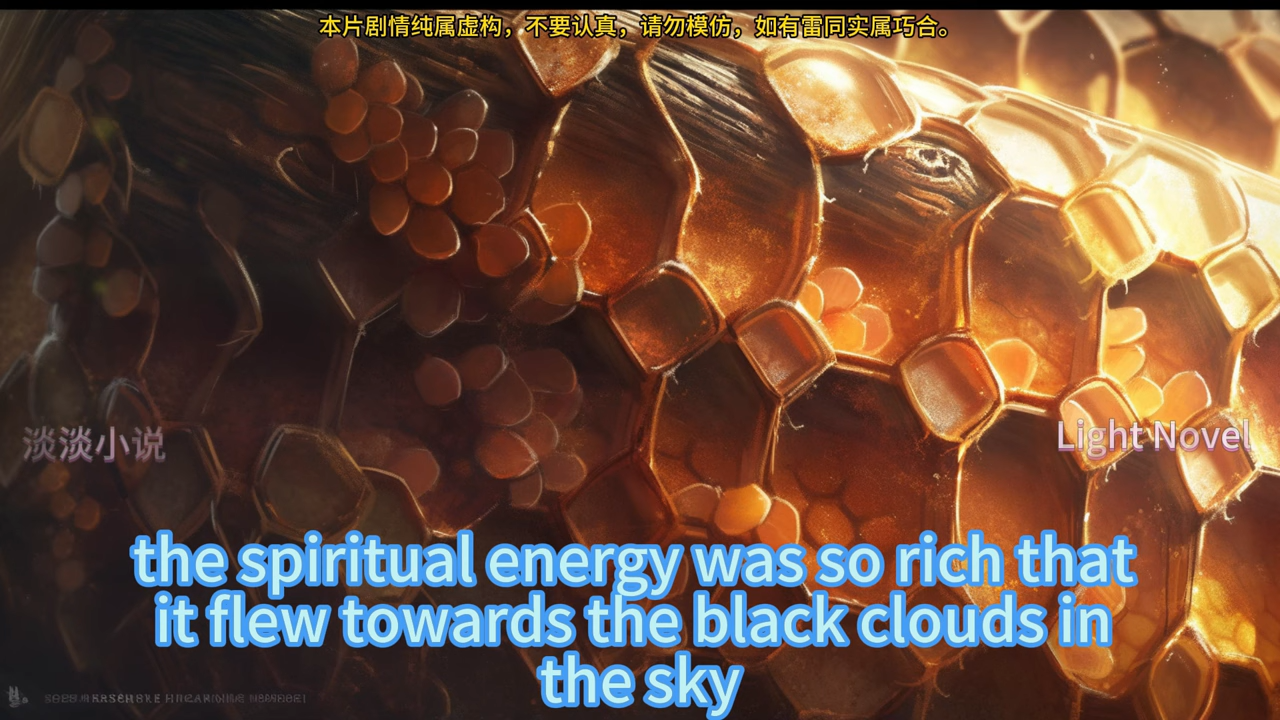 本片剧情纯属虚构，不要认真，请勿模仿，如有雷同实属巧合。
淡淡小说
Light Novel
the spiritual energy was so rich that
it flew towards the black clouds in
the sky